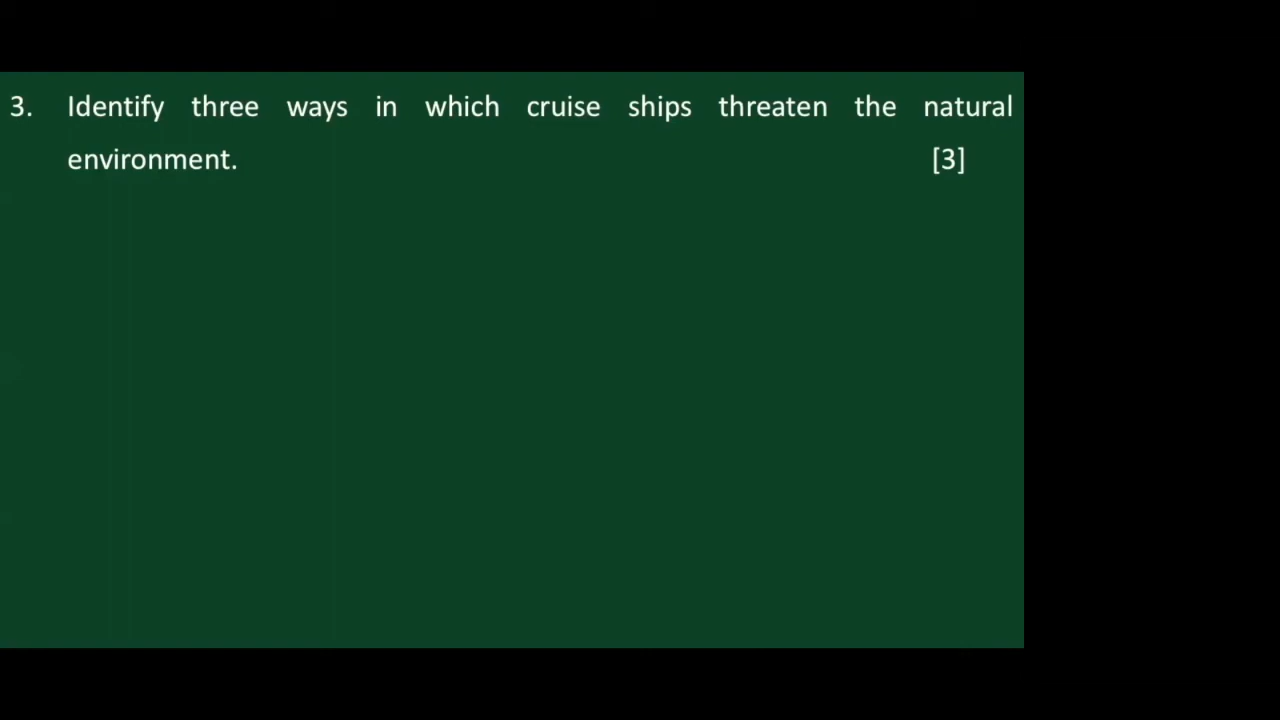 3. Identify three ways in which cruise ships threaten the natural
environment. [3]